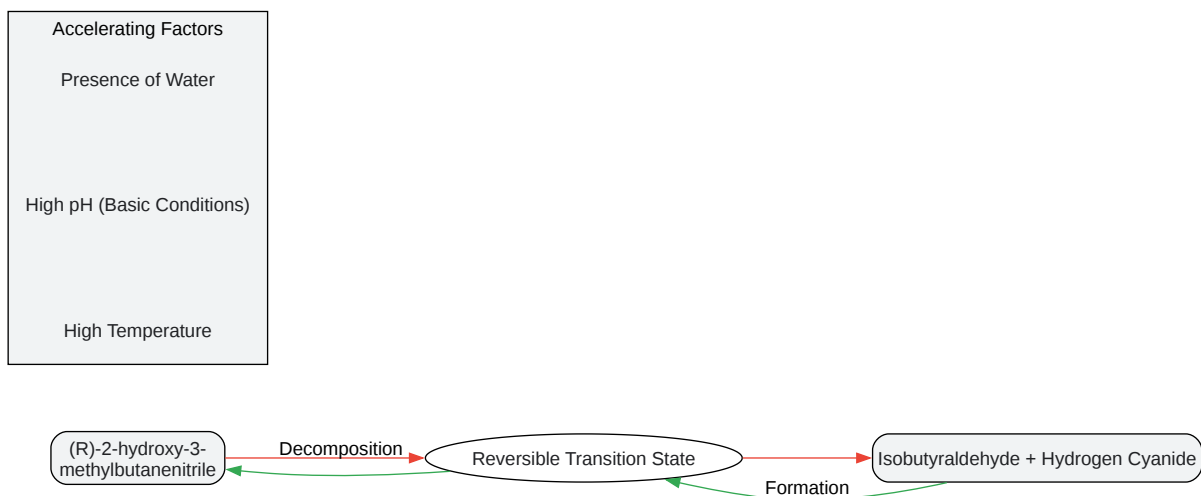 Accelerating Factors
Presence of Water
High pH (Basic Conditions)
High Temperature
(R)-2-hydroxy-3-
methylbutanenitrile
Decomposition
Reversible Transition State
Isobutyraldehyde + Hydrogen Cyanide
Formation